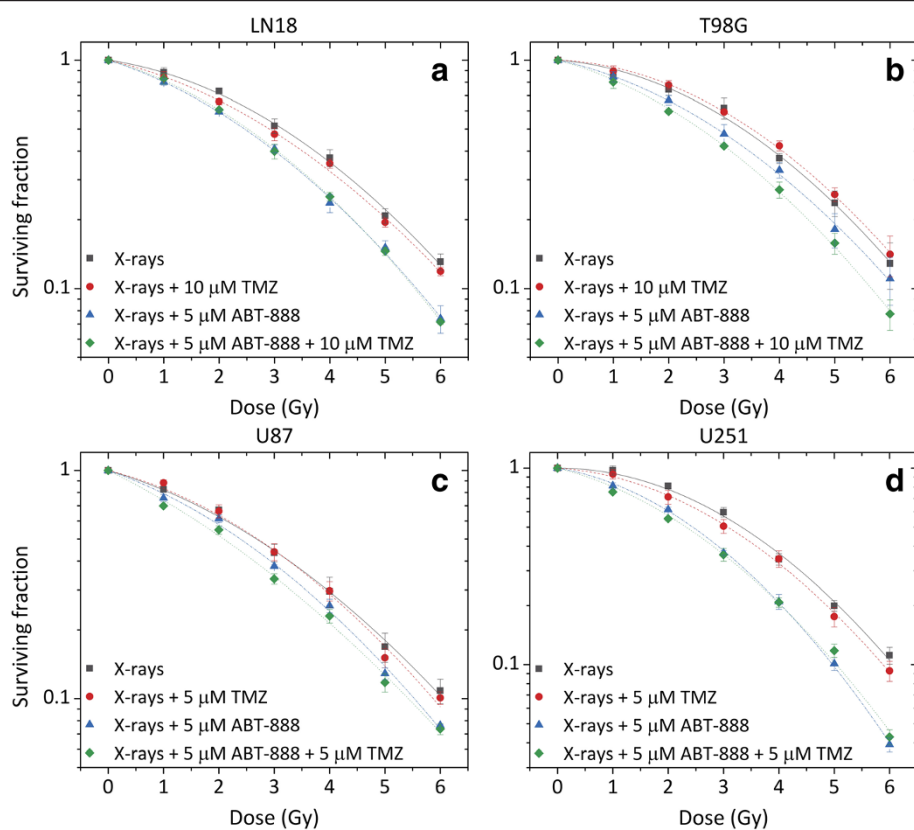 LN18
a
1
0.1
Surviving fraction
X-rays
X-rays + 10 μM TMZ
X-rays + 5 μM ABT-888
X-rays + 5 μM ABT-888 + 10 μM TMZ
0 1 2 3 4 5 6
Dose (Gy)
T98G
b
1
0.1
X-rays
X-rays + 10 μM TMZ
X-rays + 5 μM ABT-888
X-rays + 5 μM ABT-888 + 10 μM TMZ
0 1 2 3 4 5 6
Dose (Gy)
U87
c
1
0.1
Surviving fraction
X-rays
X-rays + 5 μM TMZ
X-rays + 5 μM ABT-888
X-rays + 5 μM ABT-888 + 5 μM TMZ
0 1 2 3 4 5 6
Dose (Gy)
U251
d
1
0.1
X-rays
X-rays + 5 μM TMZ
X-rays + 5 μM ABT-888
X-rays + 5 μM ABT-888 + 5 μM TMZ
0 1 2 3 4 5 6
Dose (Gy)